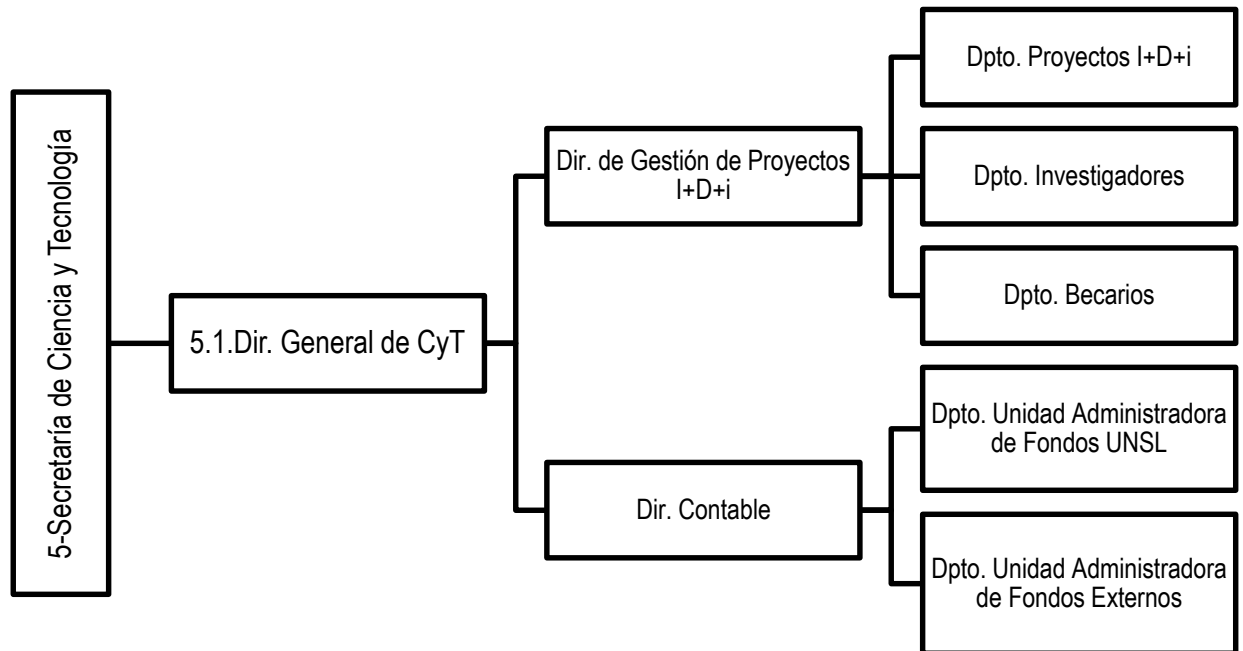 5-Secretaría de Ciencia y Tecnología
5.1.Dir. General de CyT
Dir. de Gestión de Proyectos
I+D+i
Dpto. Proyectos I+D+i
Dpto. Investigadores
Dpto. Becarios
Dir. Contable
Dpto. Unidad Administradora
de Fondos UNSL
Dpto. Unidad Administradora
de Fondos Externos